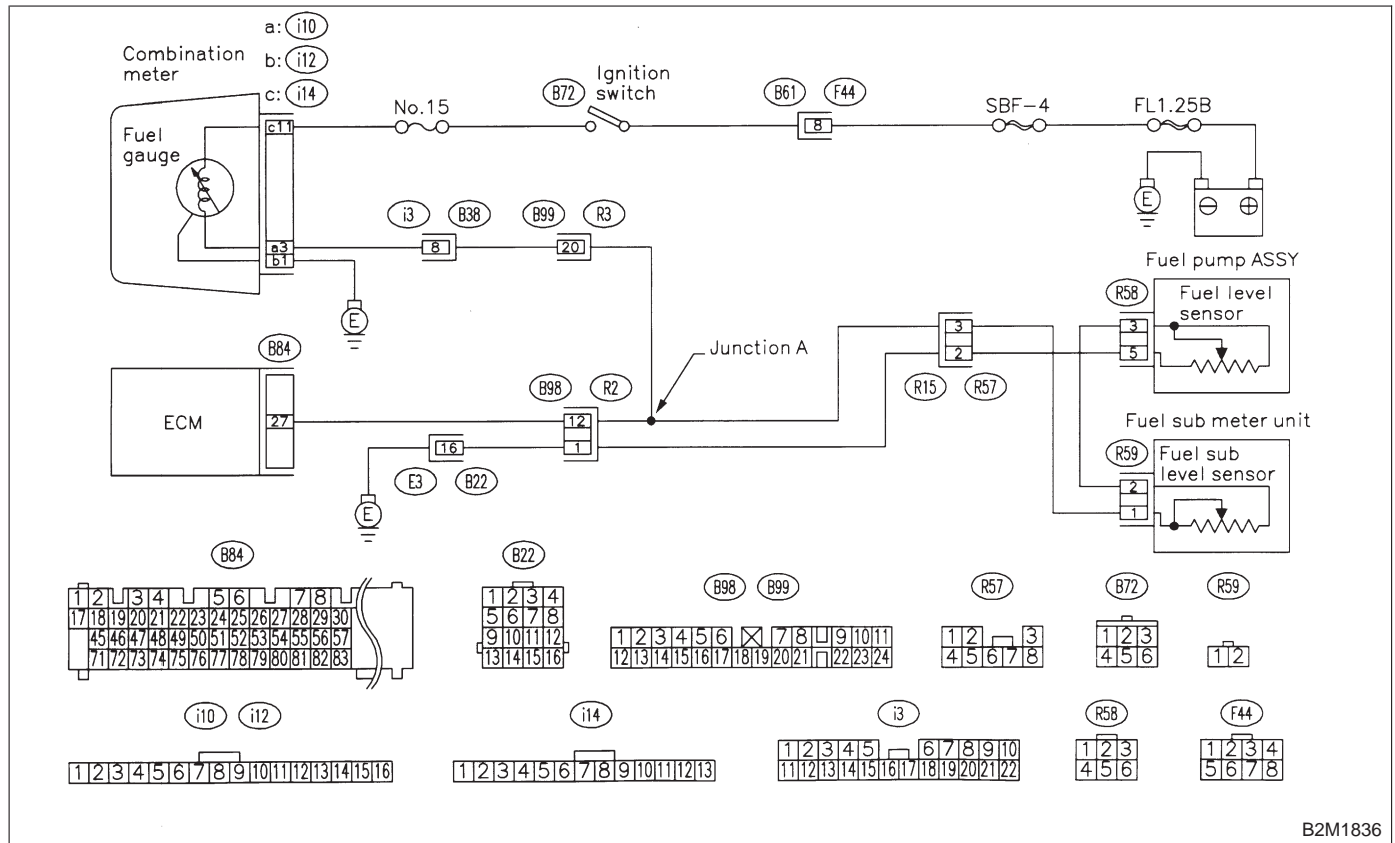 a: i10
Combination
meter
b: i12
c: i14
Ignition
switch
B72
B61 F44
No.15
SBF-4
FL1.25B
c11
8
Fuel
gauge
E
i3 B38 B99 R3
a3
8
20
b1
Fuel pump ASSY
R58
Fuel level
sensor
E
3
3
5
B84
Junction A
2
B98 R2
R15 R57
ECM
27
12
Fuel sub meter unit
1
16
R59
Fuel sub
level sensor
E3 B22
2
1
E
B84
B22
B98 B99
R57
B72
R59
1 2 3 4 5 6 7 8
17 18 19 20 21 22 23 24 25 26 27 28 29 30
45 46 47 48 49 50 51 52 53 54 55 56 57
71 72 73 74 75 76 77 78 79 80 81 82 83
1 2 3 4
5 6 7 8
9 10 11 12
13 14 15 16
1 2 3 4 5 6 7 8 9 10 11
12 13 14 15 16 17 18 19 20 21 22 23 24
1 2 3
4 5 6 7 8
1 2 3
4 5 6
1 2
i10 i12
i14
i3
R58
F44
1 2 3 4 5 6 7 8 9 10 11 12 13 14 15 16
1 2 3 4 5 6 7 8 9 10 11 12 13
1 2 3 4 5 6 7 8 9 10
11 12 13 14 15 16 17 18 19 20 21 22
1 2 3
4 5 6
1 2 3 4
5 6 7 8
B2M1836